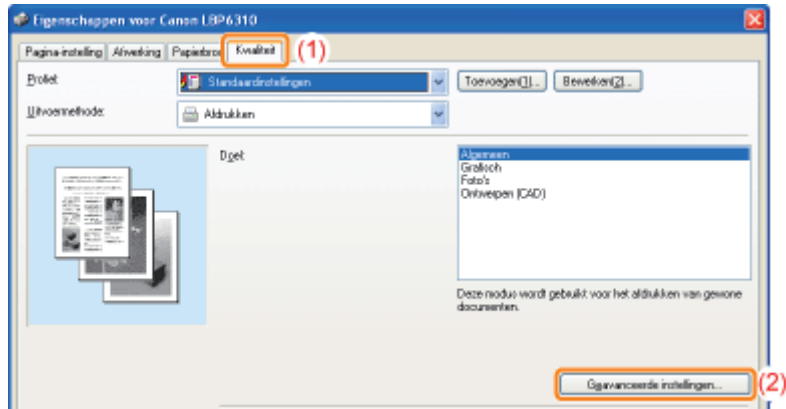 Eigenschappen voor Canon LBP6310
Pagina-instelling Afwerking Papierbron Kwaliteit (1)
Profiel: Standaardinstellingen Toevoegen(1)... Bewerken(2)...
Uitvoermethode: Afdrukken
Doel:
Algemeen
Grafisch
Foto's
Ontwerpen (CAD)
Deze modus wordt gebruikt voor het afdrukken van gewone
documenten.
Geavanceerde instellingen... (2)